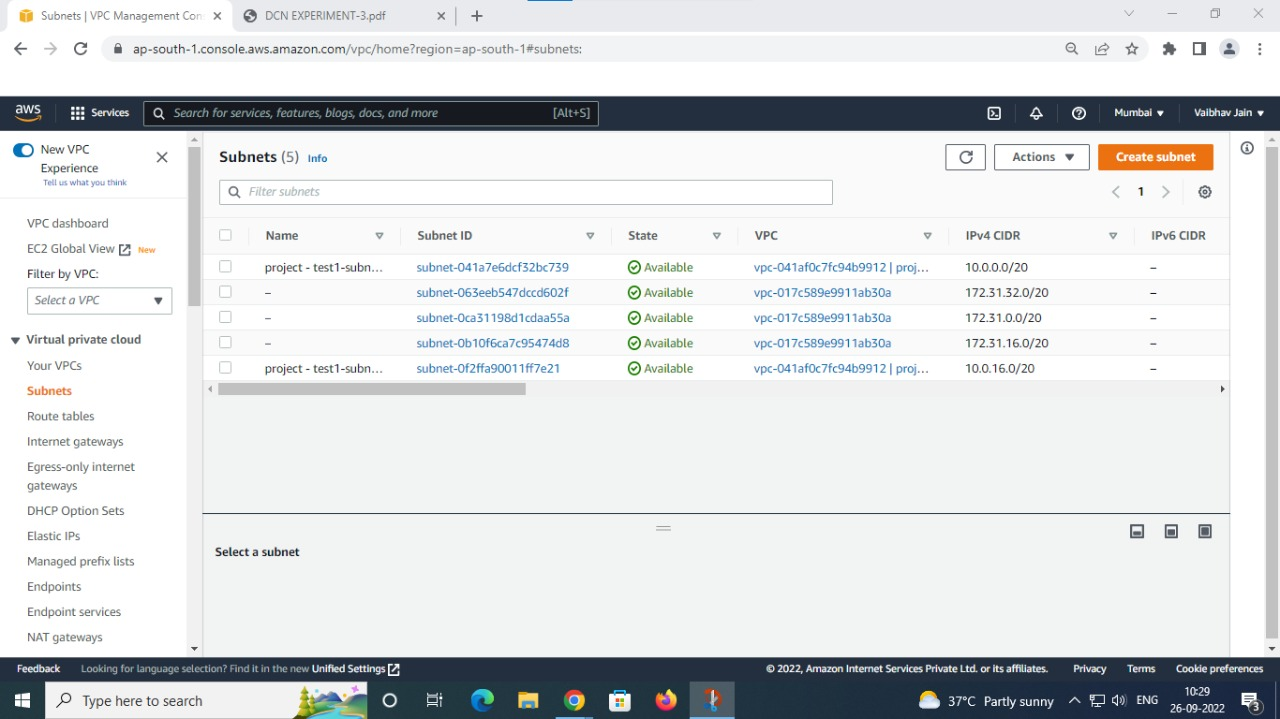 Subnets | VPC Management Con
DCN EXPERIMENT-3.pdf
ap-south-1.console.aws.amazon.com/vpc/home?region=ap-south-1#subnets:
aws
Services
Search for services, features, blogs, docs, and more
[Alt+S]
Mumbai
Vaibhav Jain
New VPC
Experience
Tell us what you think
VPC dashboard
EC2 Global View New
Filter by VPC:
Select a VPC
Virtual private cloud
Your VPCs
Subnets
Route tables
Internet gateways
Egress-only internet
gateways
DHCP Option Sets
Elastic IPs
Managed prefix lists
Endpoints
Endpoint services
NAT gateways
Subnets (5) Info
Actions
Create subnet
Filter subnets
1
Name Subnet ID State VPC IPv4 CIDR IPv6 CIDR
project - test1-subn... subnet-041a7e6dcf32bc739 Available vpc-041af0c7fc94b9912 | proj... 10.0.0.0/20 –
– subnet-063eeb547dccd602f Available vpc-017c589e9911ab30a 172.31.32.0/20 –
– subnet-0ca31198d1cdaa55a Available vpc-017c589e9911ab30a 172.31.0.0/20 –
– subnet-0b10f6ca7c95474d8 Available vpc-017c589e9911ab30a 172.31.16.0/20 –
project - test1-subn... subnet-0f2ffa90011ff7e21 Available vpc-041af0c7fc94b9912 | proj... 10.0.16.0/20 –
Select a subnet
Feedback
Looking for language selection? Find it in the new Unified Settings
© 2022, Amazon Internet Services Private Ltd. or its affiliates.
Privacy
Terms
Cookie preferences
Type here to search
37°C Partly sunny
ENG
10:29
26-09-2022
3